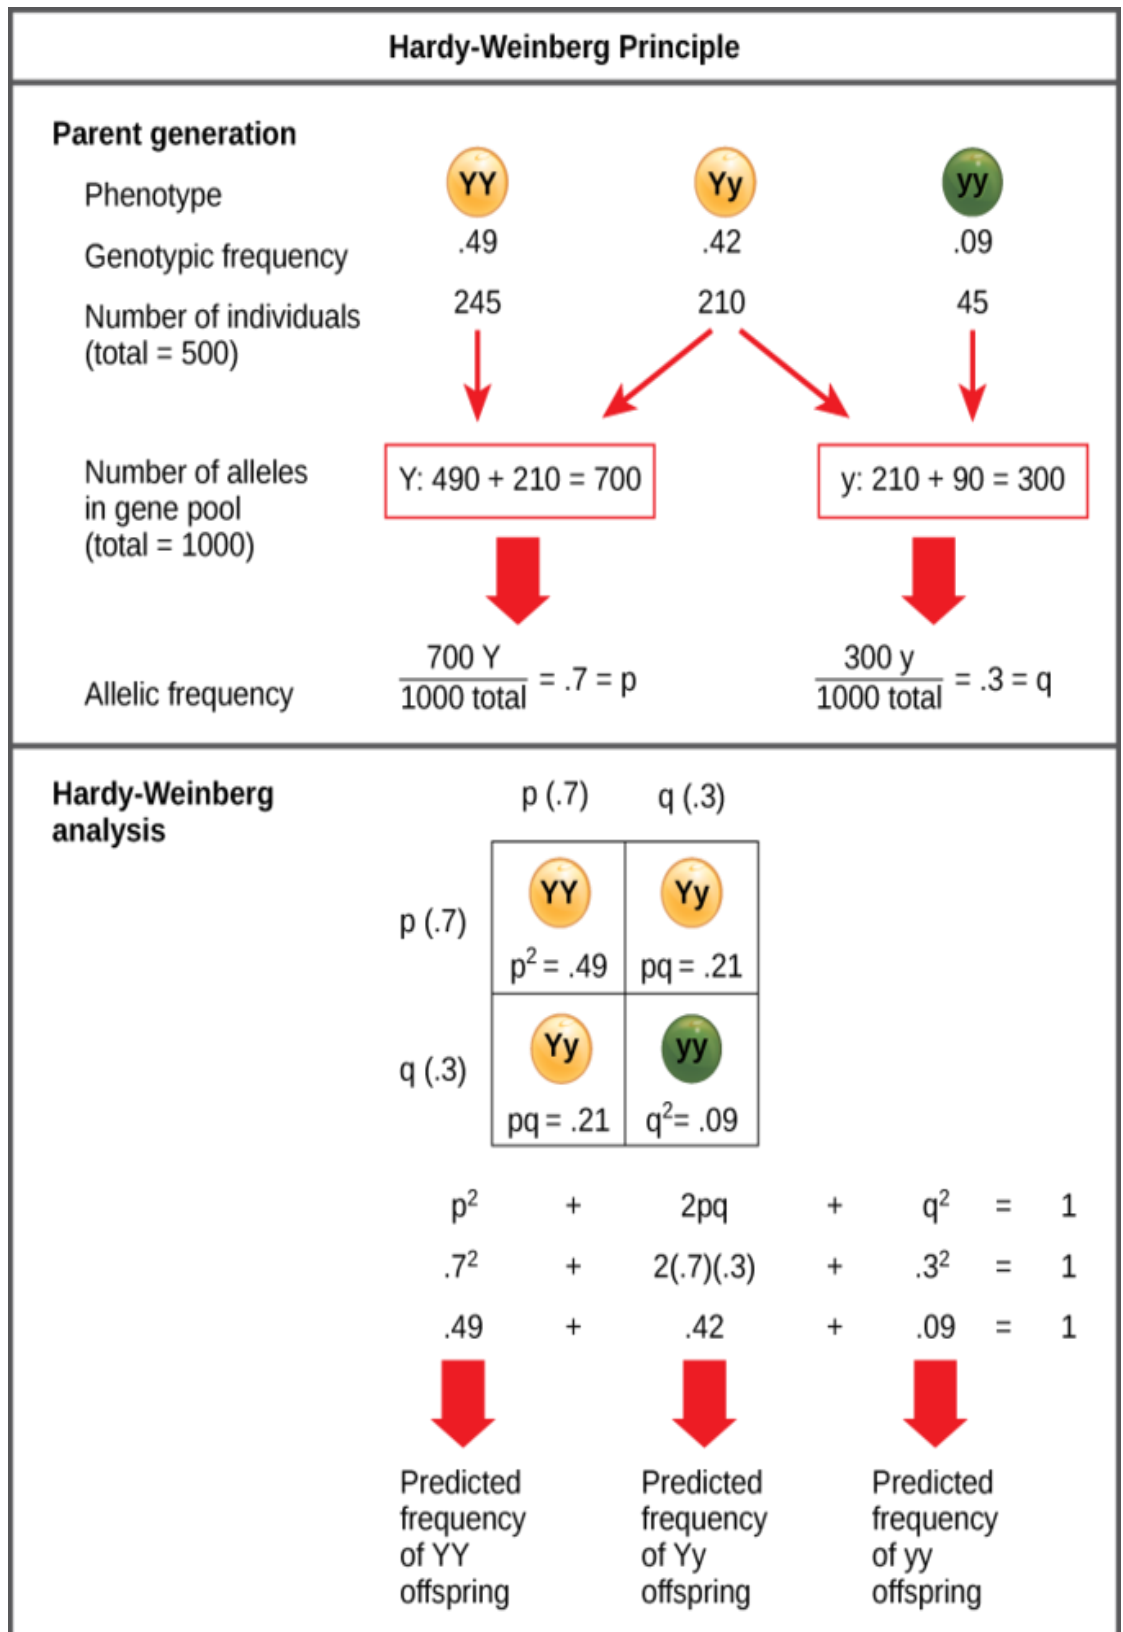 Hardy-Weinberg Principle
Parent generation
Phenotype YY Yy yy
Genotypic frequency .49 .42 .09
Number of individuals 245 210 45
(total = 500)
Number of alleles
in gene pool
(total = 1000)
Y: 490 + 210 = 700 y: 210 + 90 = 300
Allelic frequency
700 Y
1000 total
= .7 = p
300 y
1000 total
= .3 = q
Hardy-Weinberg
analysis
p (.7) q (.3)
p (.7)
YY Yy
p² = .49 pq = .21
q (.3)
Yy yy
pq = .21 q²= .09
p² + 2pq + q² = 1
.7² + 2(.7)(.3) + .3² = 1
.49 + .42 + .09 = 1
Predicted
frequency
of YY
offspring
Predicted
frequency
of Yy
offspring
Predicted
frequency
of yy
offspring